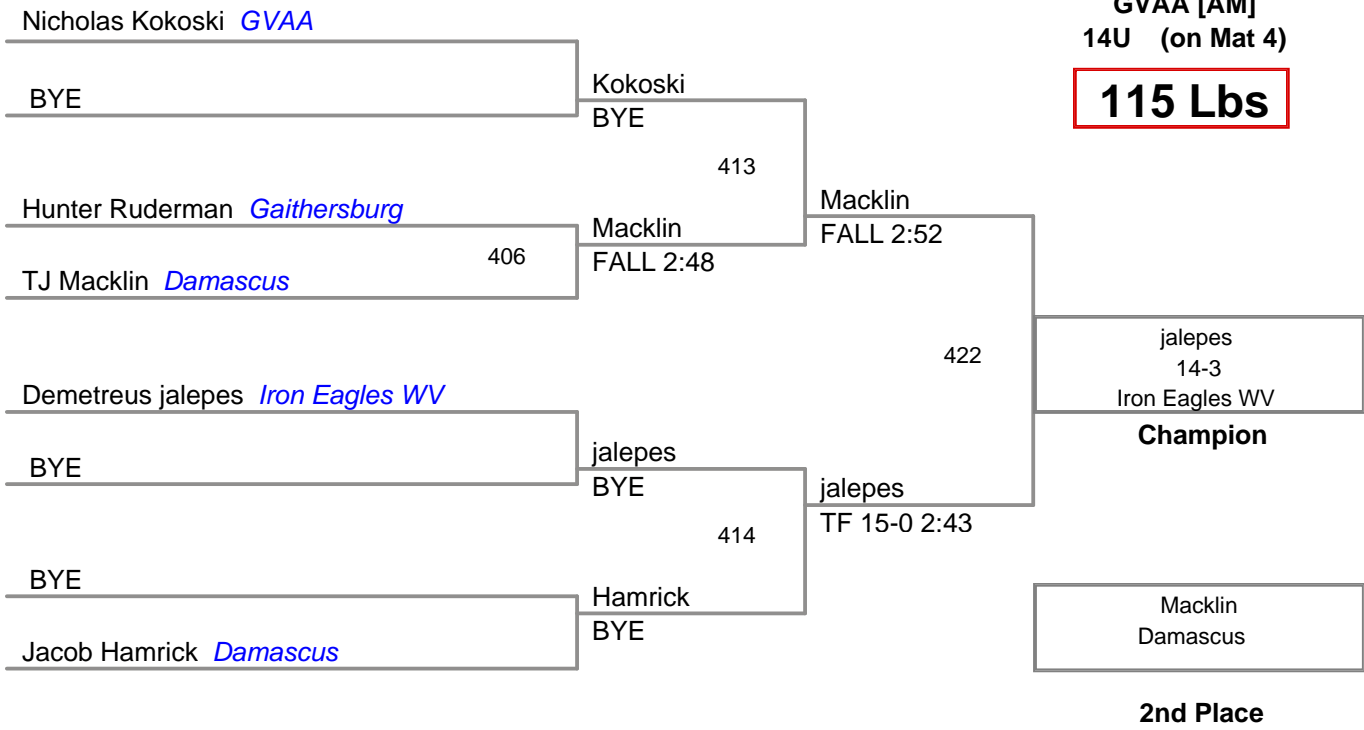 GVAA [AM]
14U (on Mat 4)
115 Lbs
Nicholas Kokoski GVAA
BYE
Kokoski
BYE
413
Hunter Ruderman Gaithersburg
406
TJ Macklin Damascus
Macklin
FALL 2:48
Macklin
FALL 2:52
Demetreus jalepes Iron Eagles WV
BYE
jalepes
BYE
414
BYE
Jacob Hamrick Damascus
Hamrick
BYE
jalepes
TF 15-0 2:43
422
jalepes
14-3
Iron Eagles WV
Champion
Macklin
Damascus
2nd Place